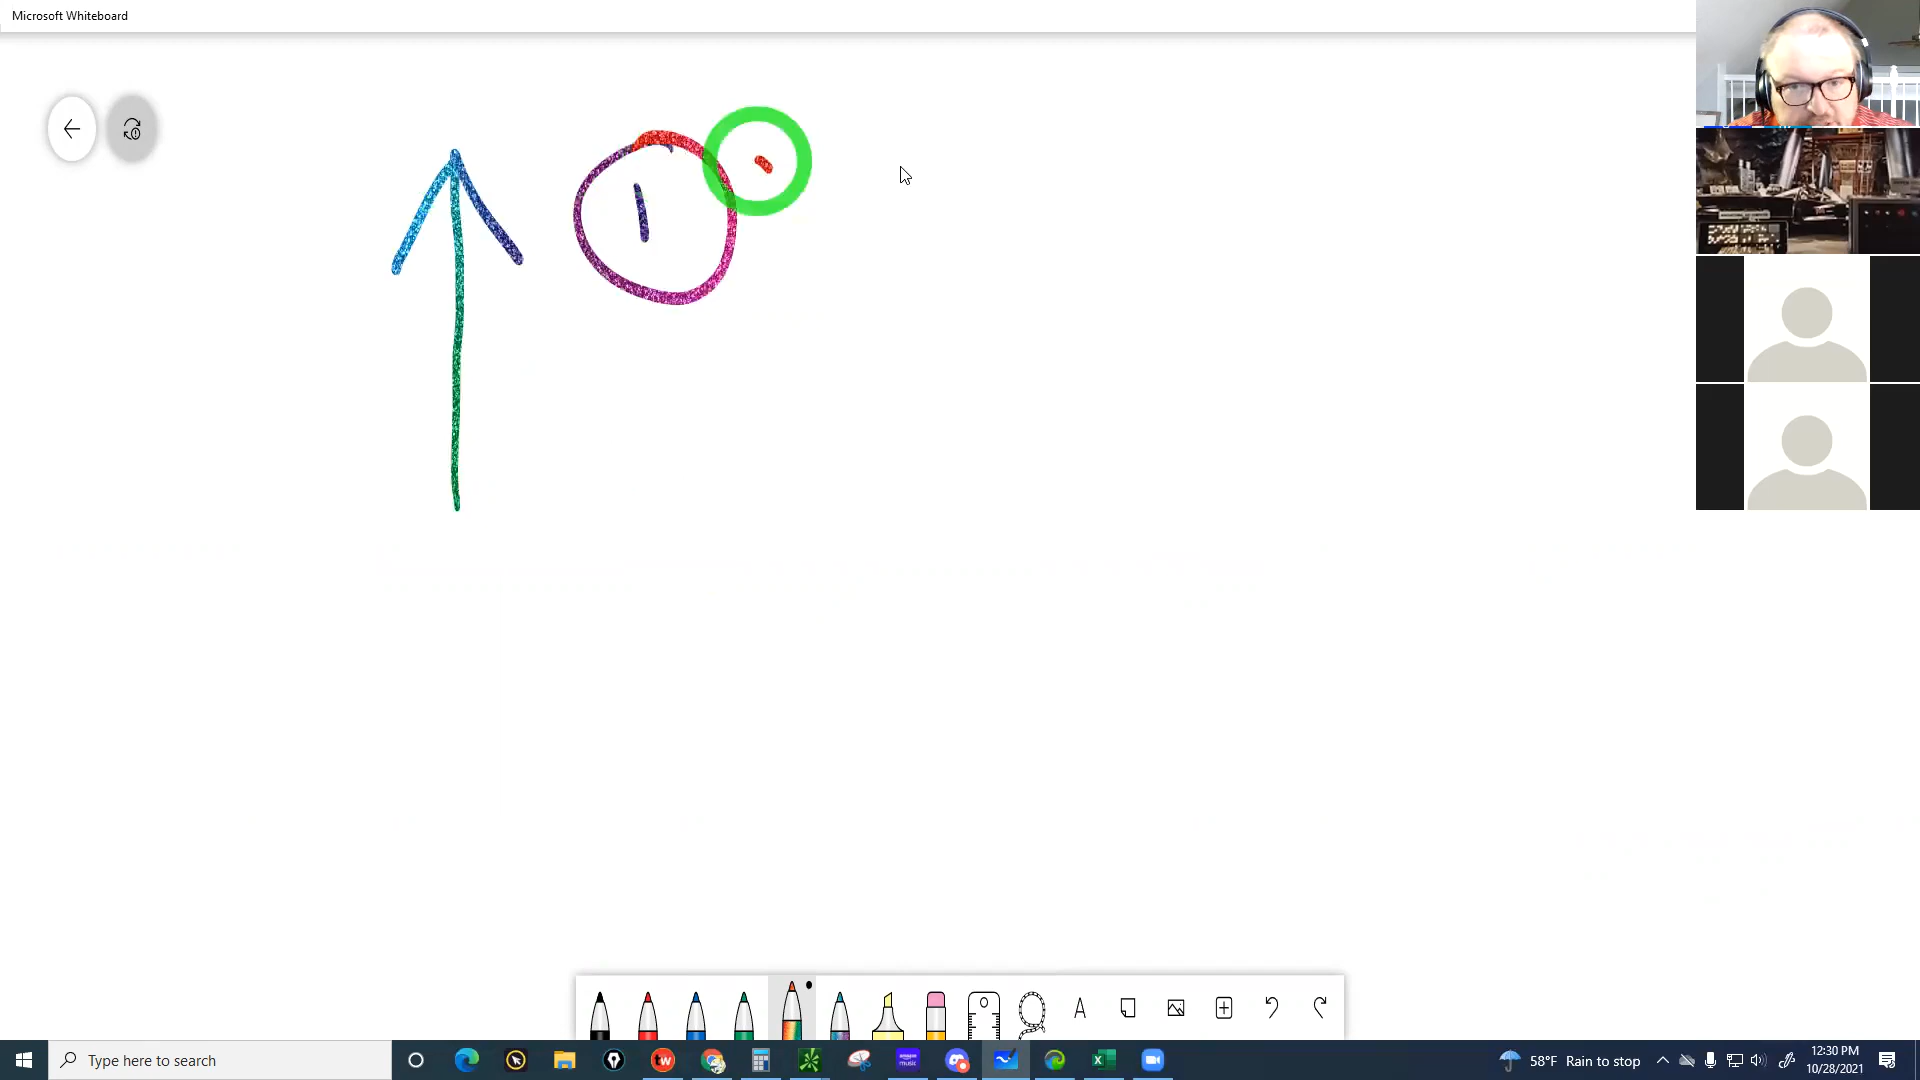 Microsoft Whiteboard
A
Type here to search
58°F Rain to stop
12:30 PM
10/28/2021